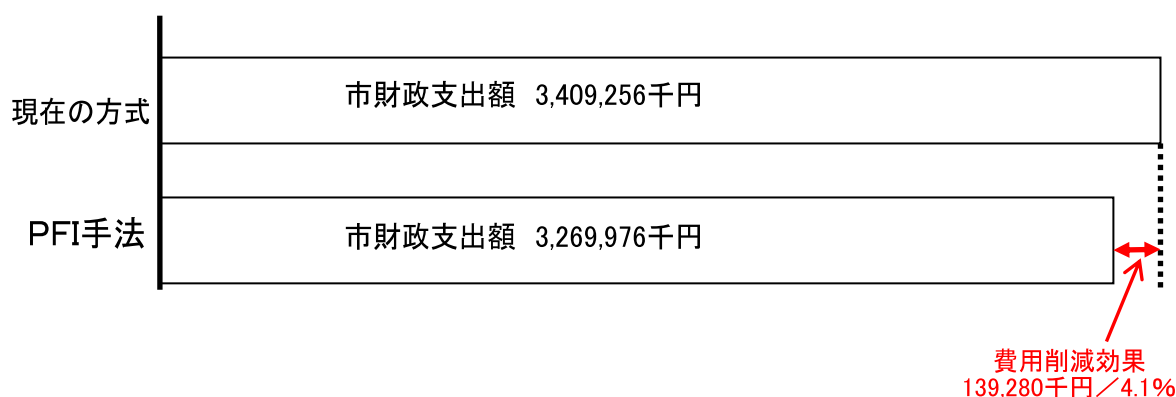 現在の方式
市財政支出額 3,409,256千円
PFI手法
市財政支出額 3,269,976千円
費用削減効果
139,280千円／4.1%